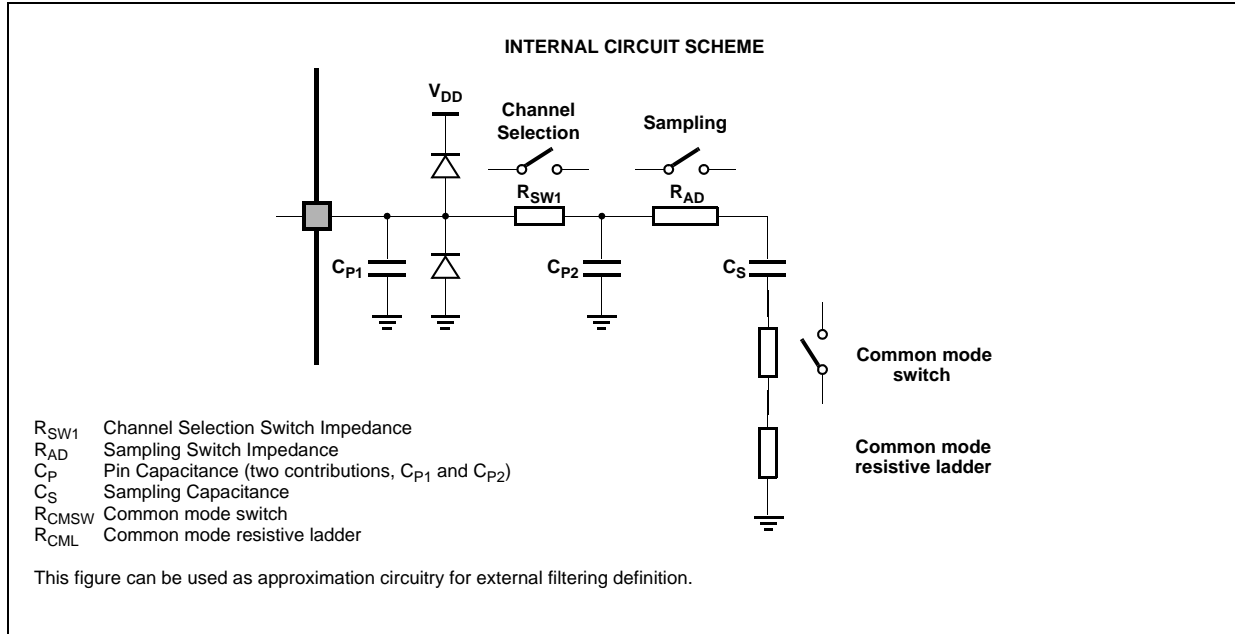 INTERNAL CIRCUIT SCHEME
VDD
Channel
Selection
Sampling
RSW1
RAD
CP1
CP2
CS
Common mode
switch
Common mode
resistive ladder
RSW1 Channel Selection Switch Impedance
RAD Sampling Switch Impedance
CP Pin Capacitance (two contributions, CP1 and CP2)
CS Sampling Capacitance
RCMSW Common mode switch
RCML Common mode resistive ladder
This figure can be used as approximation circuitry for external filtering definition.